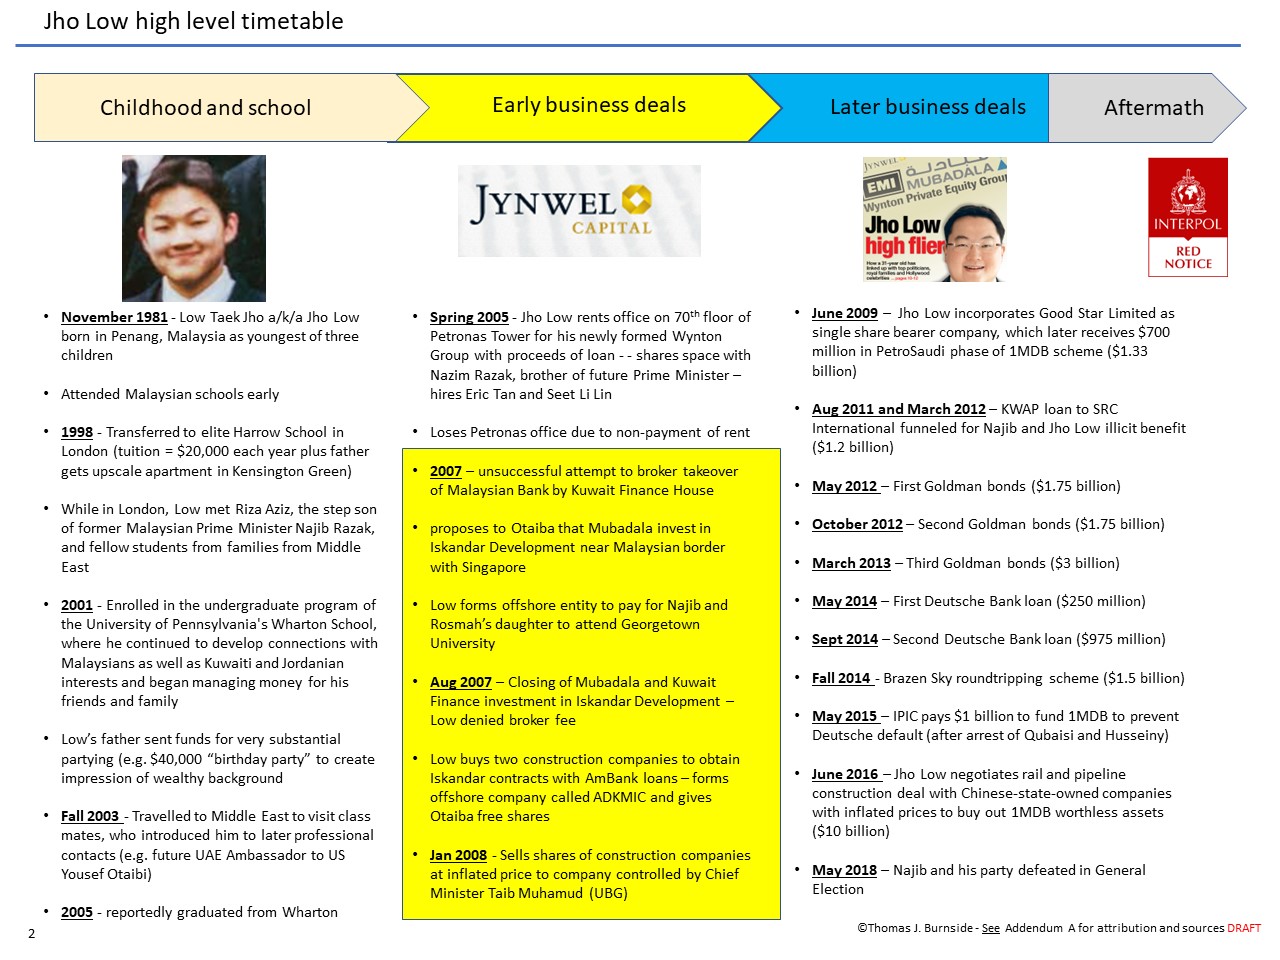 Jho Low high level timetable
Childhood and school
Early business deals
Later business deals
Aftermath
JYNWEL
CAPITAL
JYNWEL
EMI
MUBADALA
Wynton Private Equity Group
Jho Low
high flier
How a 31-year old has
linked up with top politicians,
royal families and Hollywood
celebrities
INTERPOL
RED
NOTICE
• November 1981 - Low Taek Jho a/k/a Jho Low
born in Penang, Malaysia as youngest of three
children
• Attended Malaysian schools early
• 1998 - Transferred to elite Harrow School in
London (tuition = $20,000 each year plus father
gets upscale apartment in Kensington Green)
• While in London, Low met Riza Aziz, the step son
of former Malaysian Prime Minister Najib Razak,
and fellow students from families from Middle
East
• 2001 - Enrolled in the undergraduate program of
the University of Pennsylvania's Wharton School,
where he continued to develop connections with
Malaysians as well as Kuwaiti and Jordanian
interests and began managing money for his
friends and family
• Low's father sent funds for very substantial
partying (e.g. $40,000 “birthday party” to create
impression of wealthy background
• Fall 2003 - Travelled to Middle East to visit class
mates, who introduced him to later professional
contacts (e.g. future UAE Ambassador to US
Yousef Otaibi)
• 2005 - reportedly graduated from Wharton
• Spring 2005 - Jho Low rents office on 70th floor of
Petronas Tower for his newly formed Wynton
Group with proceeds of loan - - shares space with
Nazim Razak, brother of future Prime Minister –
hires Eric Tan and Seet Li Lin
• Loses Petronas office due to non-payment of rent
• 2007 – unsuccessful attempt to broker takeover
of Malaysian Bank by Kuwait Finance House
• proposes to Otaiba that Mubadala invest in
Iskandar Development near Malaysian border
with Singapore
• Low forms offshore entity to pay for Najib and
Rosmah's daughter to attend Georgetown
University
• Aug 2007 – Closing of Mubadala and Kuwait
Finance investment in Iskandar Development –
Low denied broker fee
• Low buys two construction companies to obtain
Iskandar contracts with AmBank loans – forms
offshore company called ADKMIC and gives
Otaiba free shares
• Jan 2008 - Sells shares of construction companies
at inflated price to company controlled by Chief
Minister Taib Muhamud (UBG)
• June 2009 – Jho Low incorporates Good Star Limited as
single share bearer company, which later receives $700
million in PetroSaudi phase of 1MDB scheme ($1.33
billion)
• Aug 2011 and March 2012 – KWAP loan to SRC
International funneled for Najib and Jho Low illicit benefit
($1.2 billion)
• May 2012 – First Goldman bonds ($1.75 billion)
• October 2012 – Second Goldman bonds ($1.75 billion)
• March 2013 – Third Goldman bonds ($3 billion)
• May 2014 – First Deutsche Bank loan ($250 million)
• Sept 2014 – Second Deutsche Bank loan ($975 million)
• Fall 2014 - Brazen Sky roundtripping scheme ($1.5 billion)
• May 2015 – IPIC pays $1 billion to fund 1MDB to prevent
Deutsche default (after arrest of Qubaisi and Husseiny)
• June 2016 – Jho Low negotiates rail and pipeline
construction deal with Chinese-state-owned companies
with inflated prices to buy out 1MDB worthless assets
($10 billion)
• May 2018 – Najib and his party defeated in General
Election
2
©Thomas J. Burnside - See Addendum A for attribution and sources DRAFT